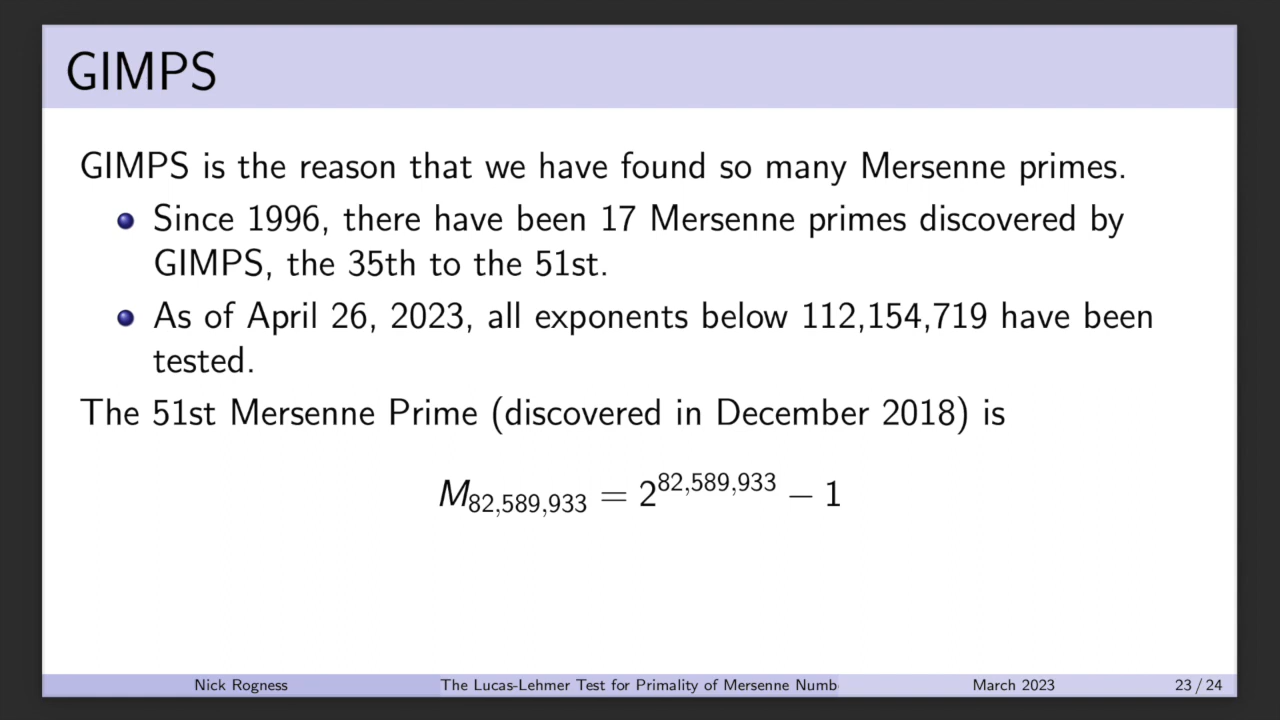 GIMPS
GIMPS is the reason that we have found so many Mersenne primes.
Since 1996, there have been 17 Mersenne primes discovered by
GIMPS, the 35th to the 51st.
As of April 26, 2023, all exponents below 112,154,719 have been
tested.
The 51st Mersenne Prime (discovered in December 2018) is
M_{82,589,933} = 2^{82,589,933} − 1
Nick Rogness The Lucas-Lehmer Test for Primality of Mersenne Numb March 2023 23 / 24